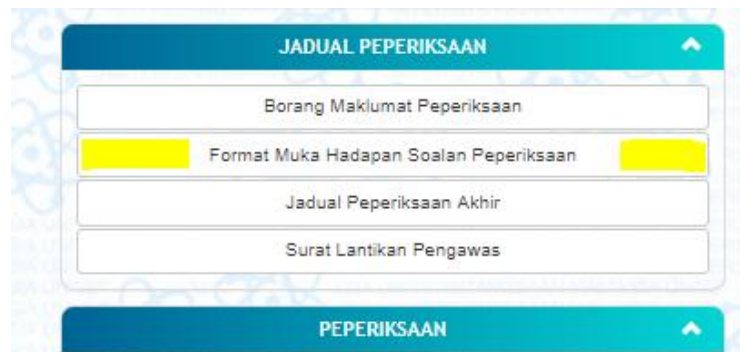 JADUAL PEPERIKSAAN
Borang Maklumat Peperiksaan
Format Muka Hadapan Soalan Peperiksaan
Jadual Peperiksaan Akhir
Surat Lantikan Pengawas
PEPERIKSAAN